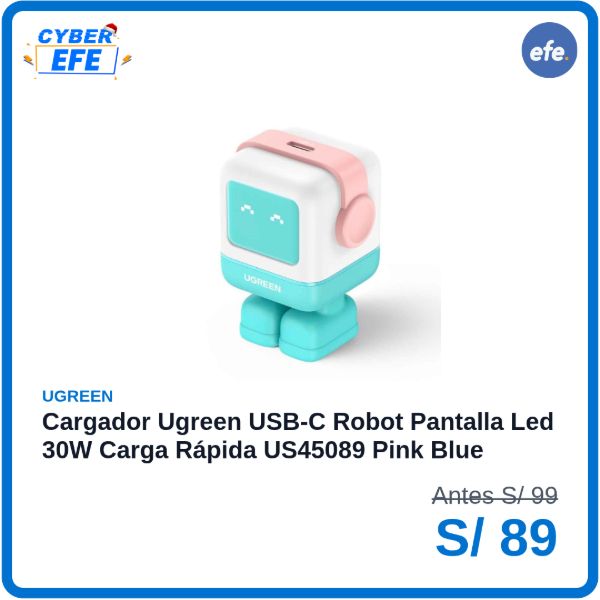 CYBER
EFE
efe.
UGREEN
UGREEN
Cargador Ugreen USB-C Robot Pantalla Led
30W Carga Rápida US45089 Pink Blue
Antes S/ 99
S/ 89